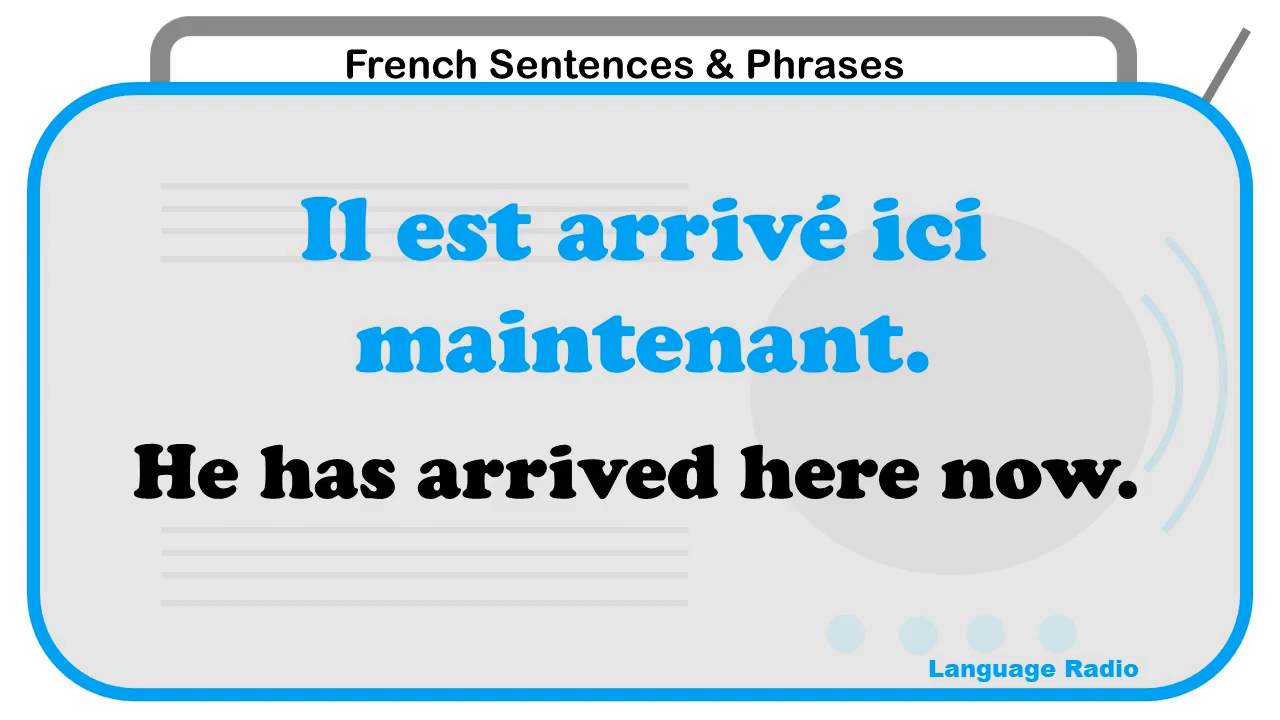 French Sentences & Phrases
Il est arrivé ici
maintenant.
He has arrived here now.
Language Radio